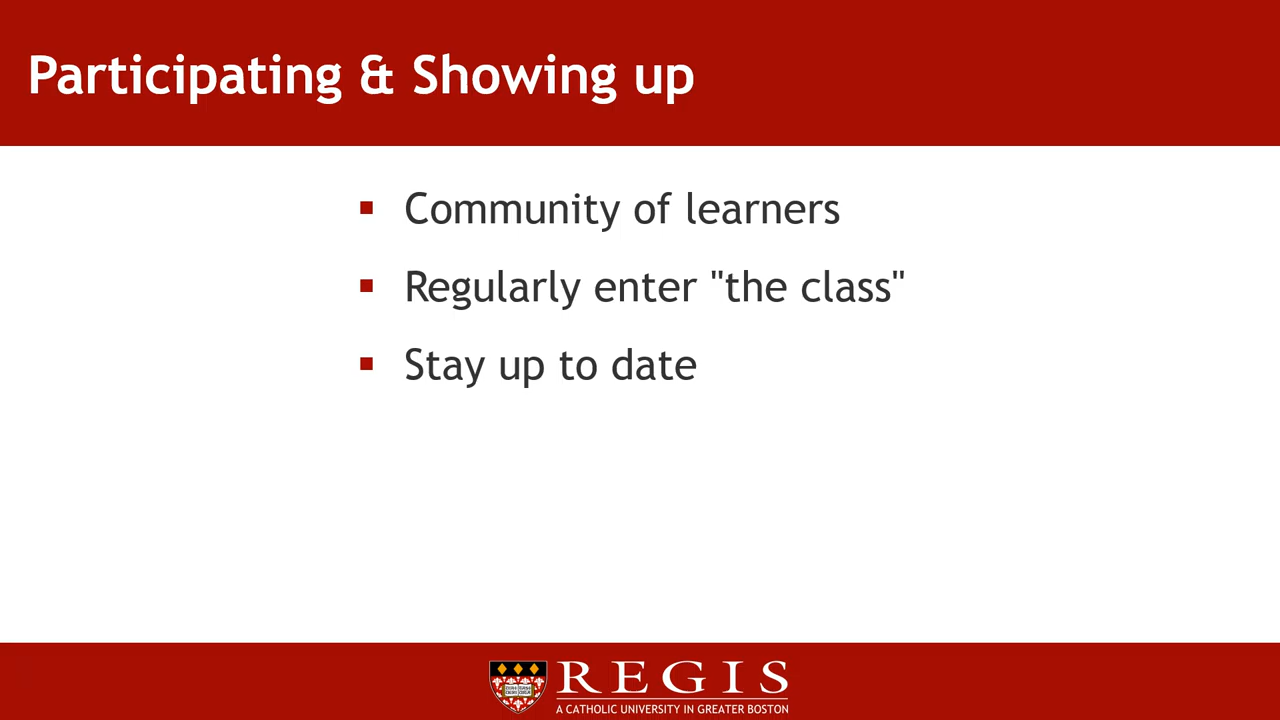 Participating & Showing up
Community of learners
Regularly enter "the class"
Stay up to date
REGIS
A CATHOLIC UNIVERSITY IN GREATER BOSTON